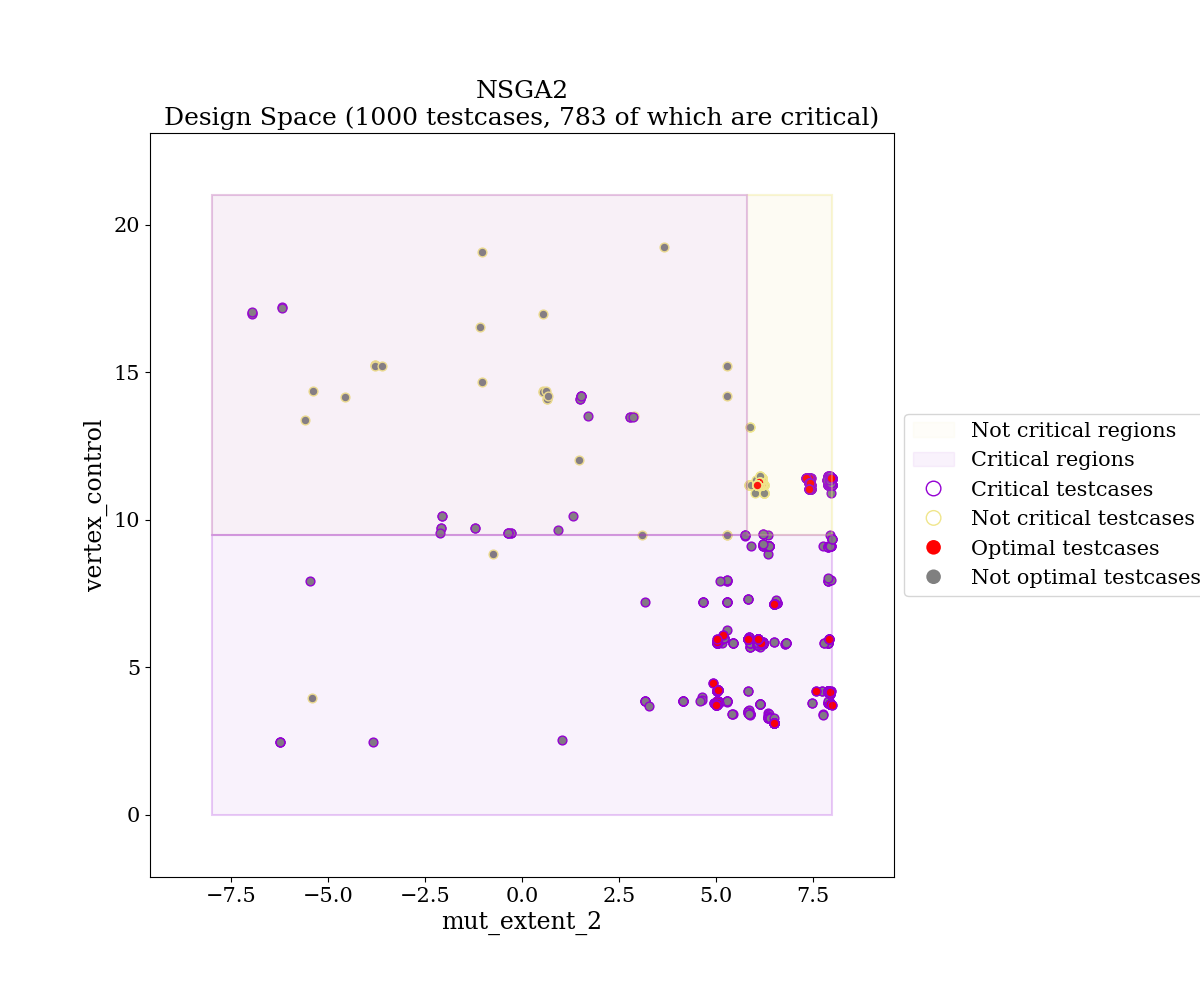 NSGA2
Design Space (1000 testcases, 783 of which are critical)
20
15
10
5
0
vertex_control
−7.5
−5.0
−2.5
0.0
2.5
5.0
7.5
mut_extent_2
Not critical regions
Critical regions
Critical testcases
Not critical testcases
Optimal testcases
Not optimal testcases